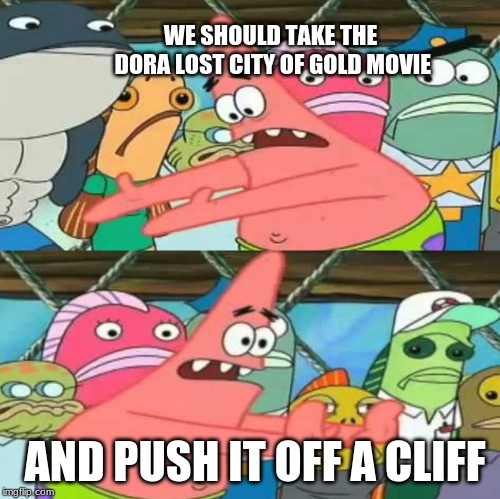 WE SHOULD TAKE THE
DORA LOST CITY OF GOLD MOVIE
AND PUSH IT OFF A CLIFF
imgflip.com